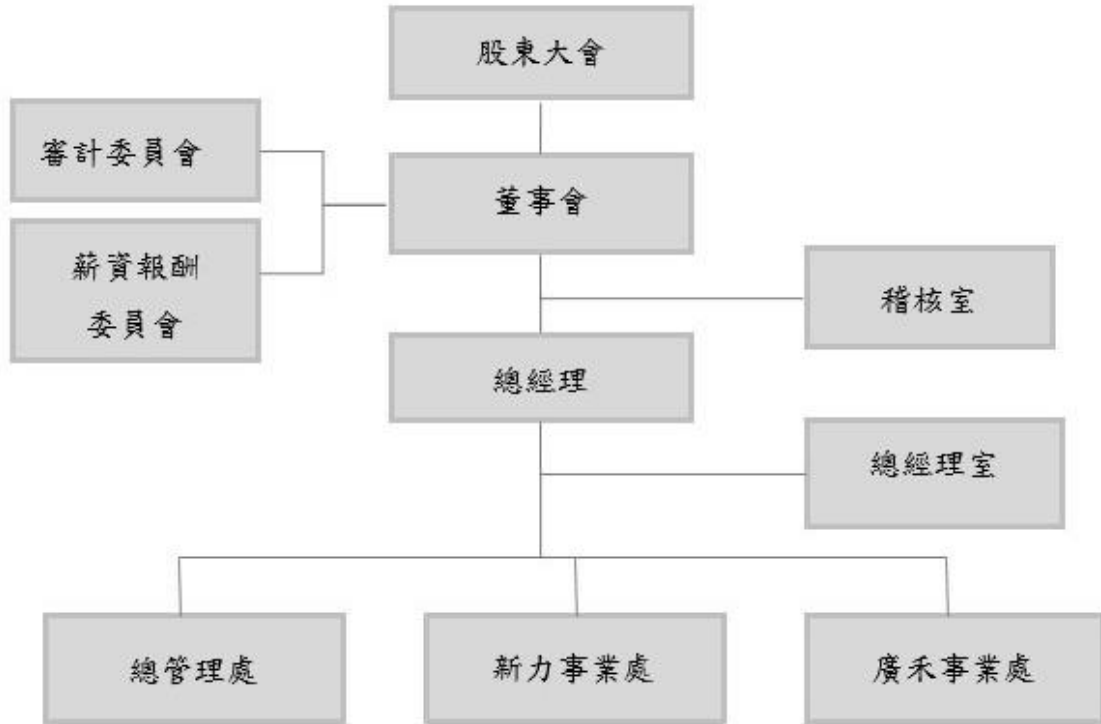 股東大會
審計委員會
董事會
薪資報酬
委員會
稽核室
總經理
總經理室
總管理處
新力事業處
廣禾事業處